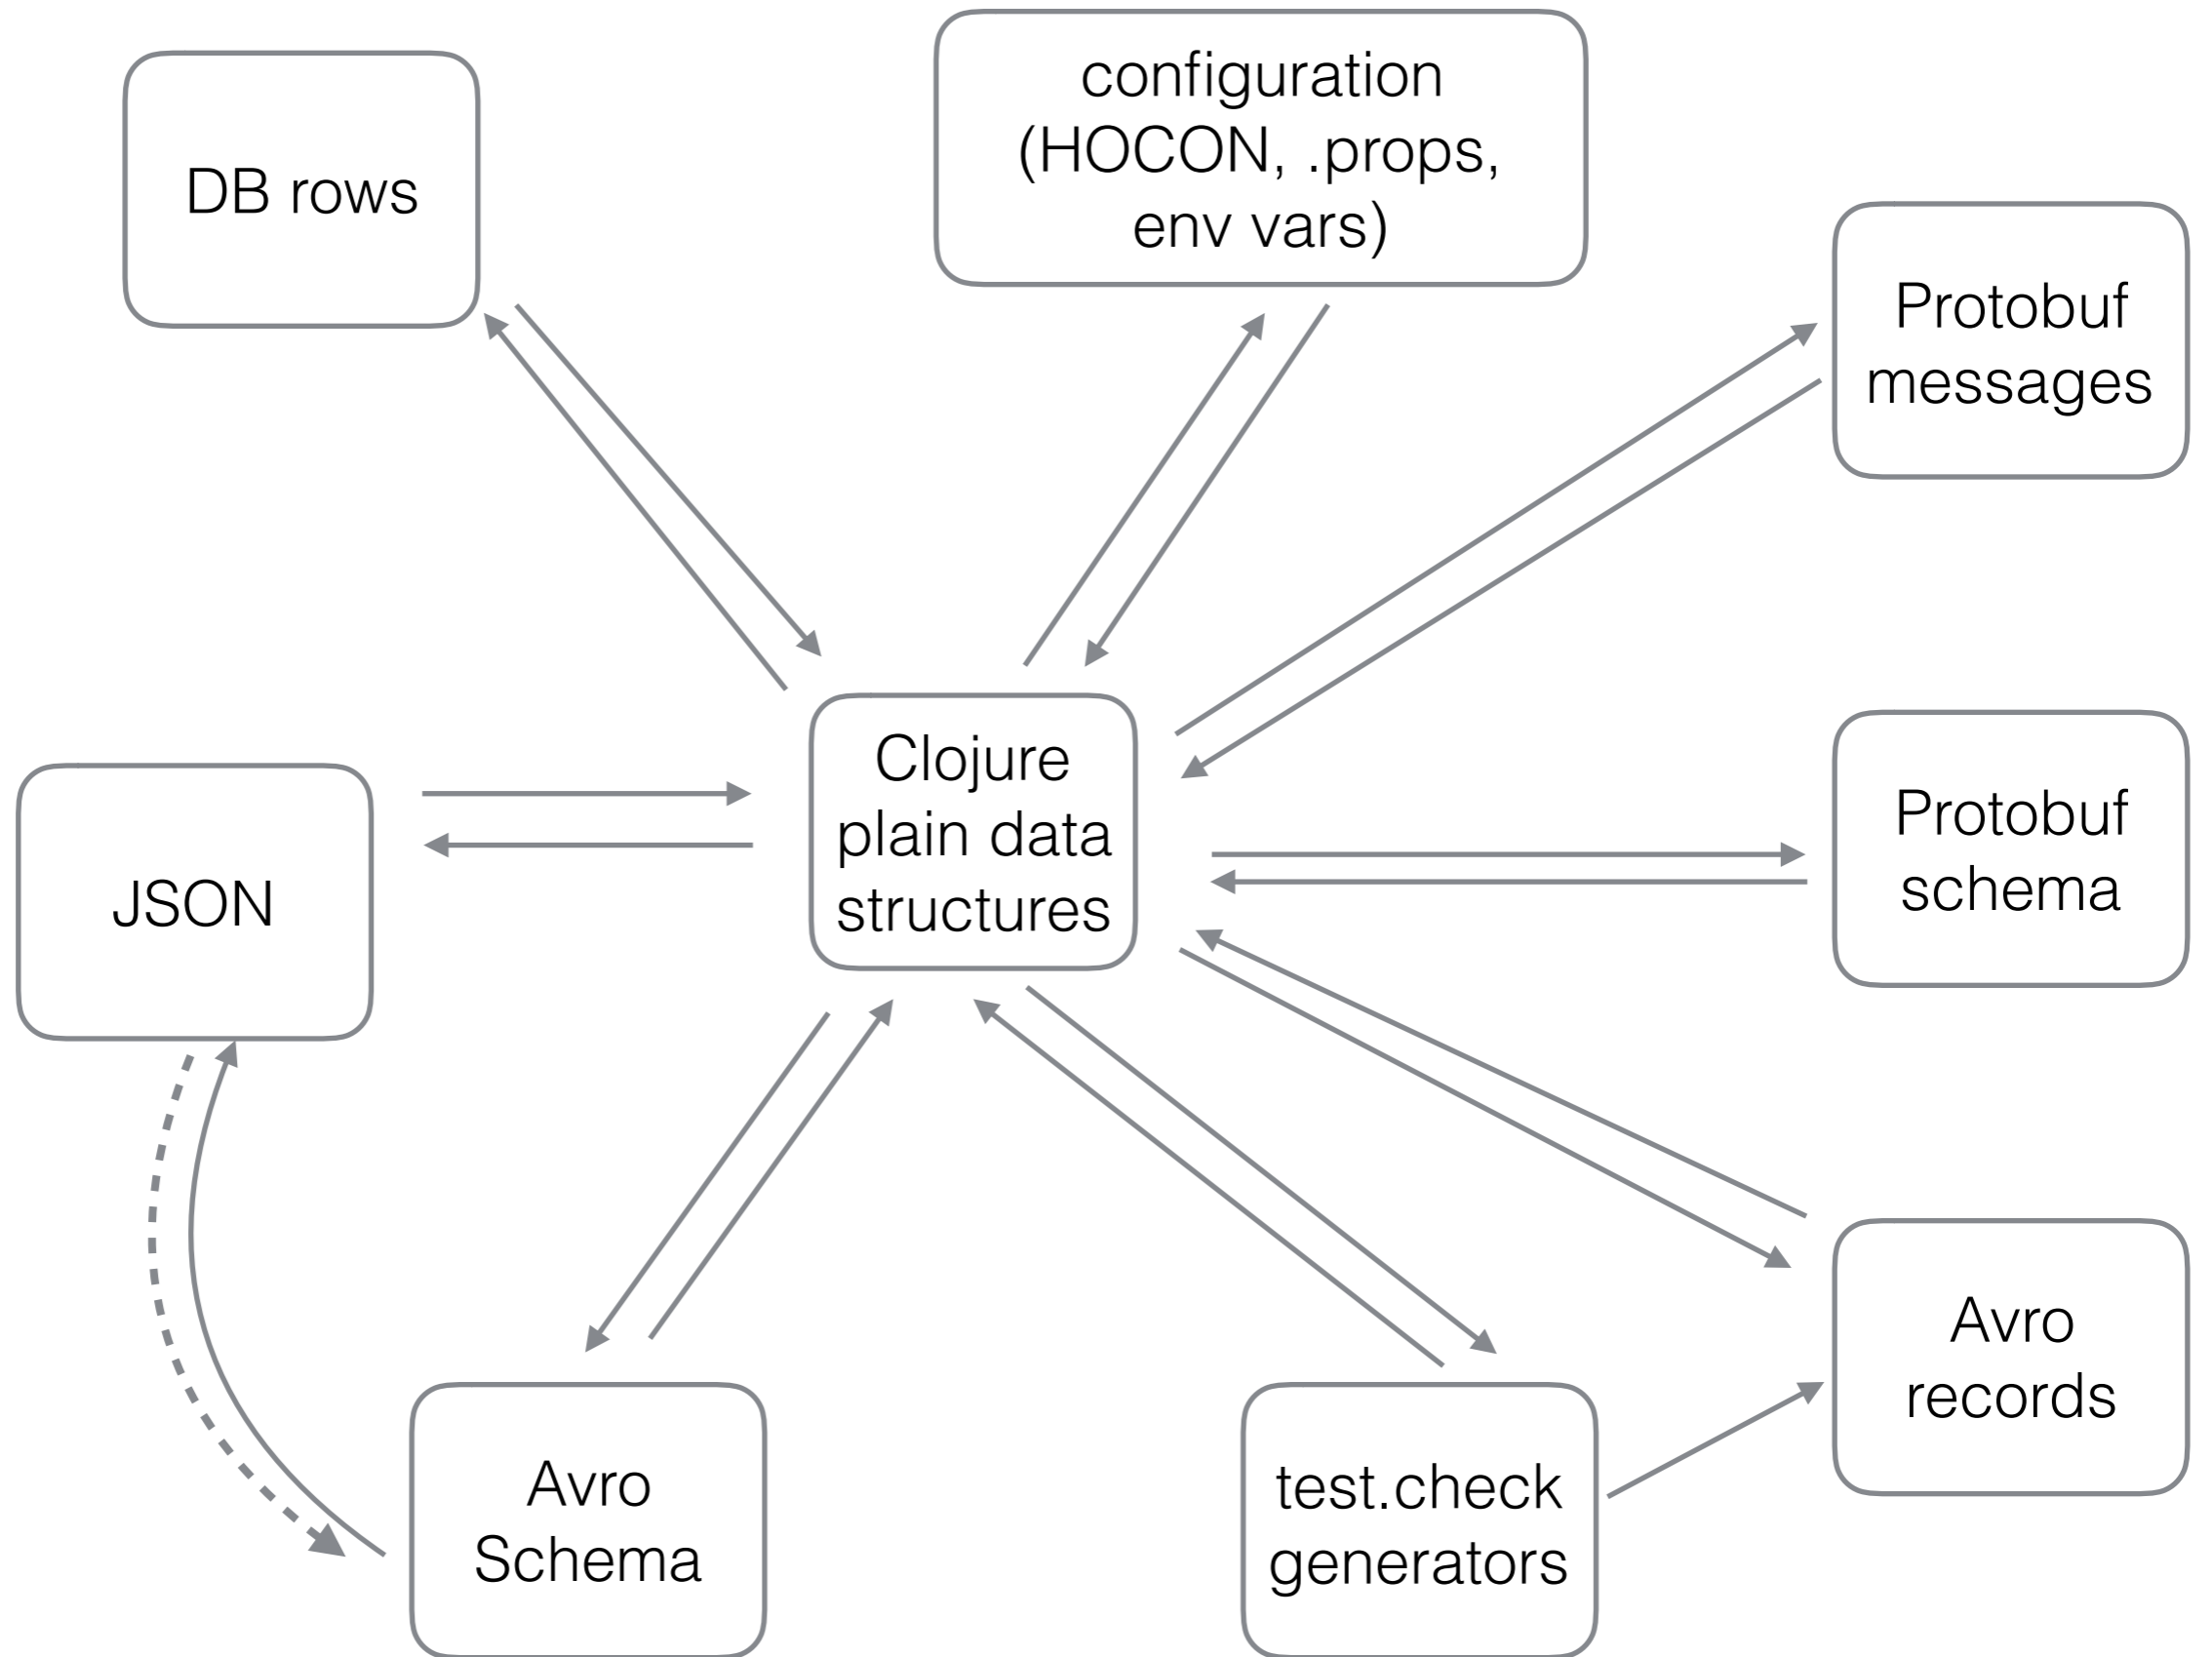 DB rows
configuration
(HOCON, .props,
env vars)
Protobuf
messages
Clojure
plain data
structures
Protobuf
schema
JSON
Avro
records
Avro
Schema
test.check
generators